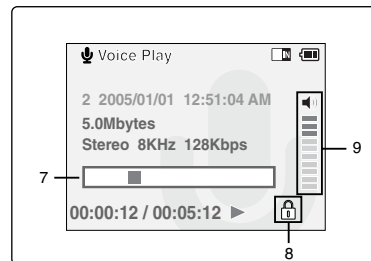 Voice Play IN
2 2005/01/01 12:51:04 AM
5.0Mbytes
Stereo 8KHz 128Kbps
7
9
00:00:12 / 00:05:12
8